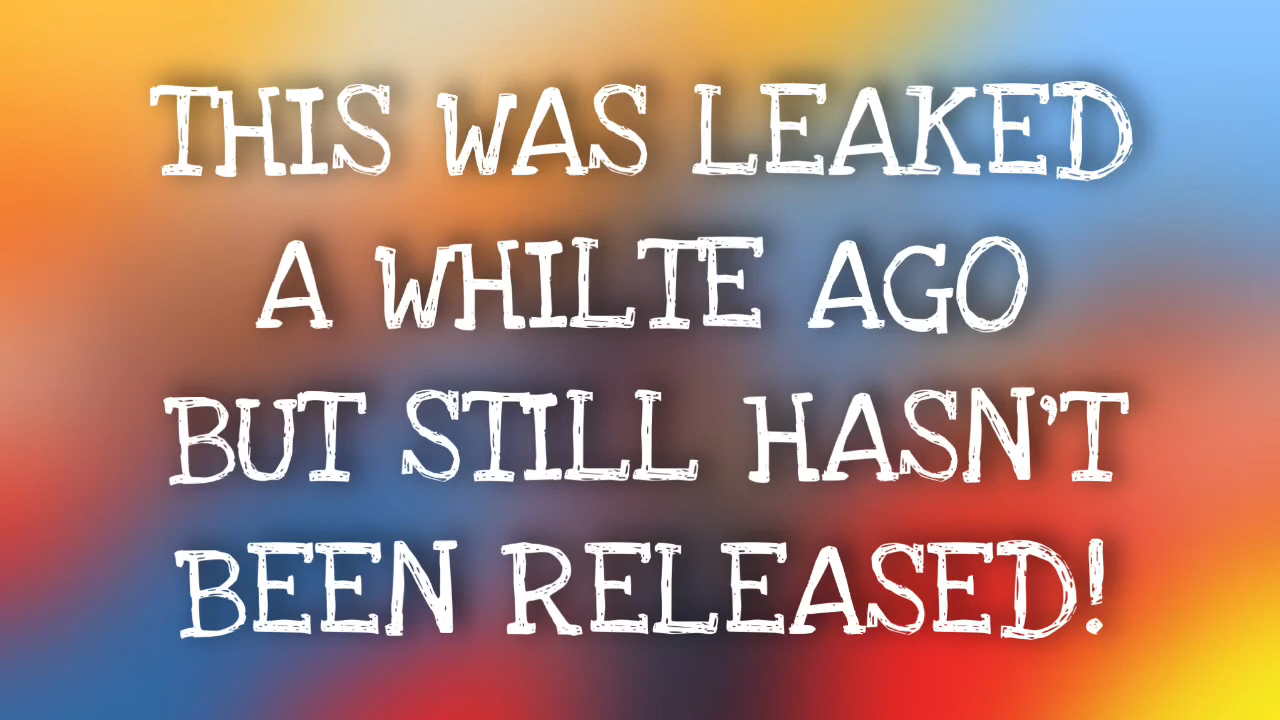 THIS WAS LEAKED
A WHILTE AGO
BUT STILL HASN'T
BEEN RELEASED!